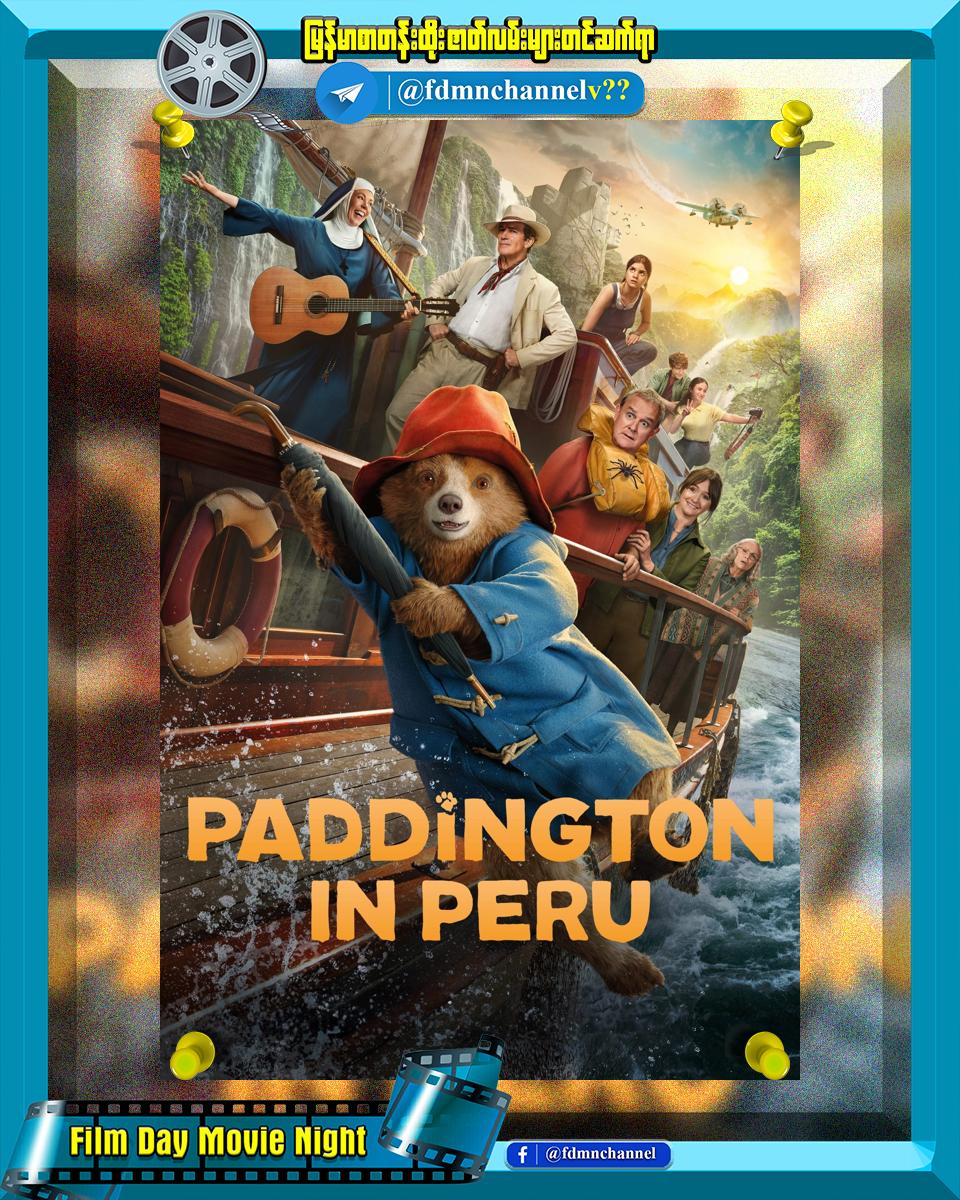 မြန်မာစာတန်းထိုးဇာတ်လမ်းများတင်ဆက်ရာ
@fdmnchannelv??
PADDINGTON
IN PERU
Film Day Movie Night
f @fdmnchannel